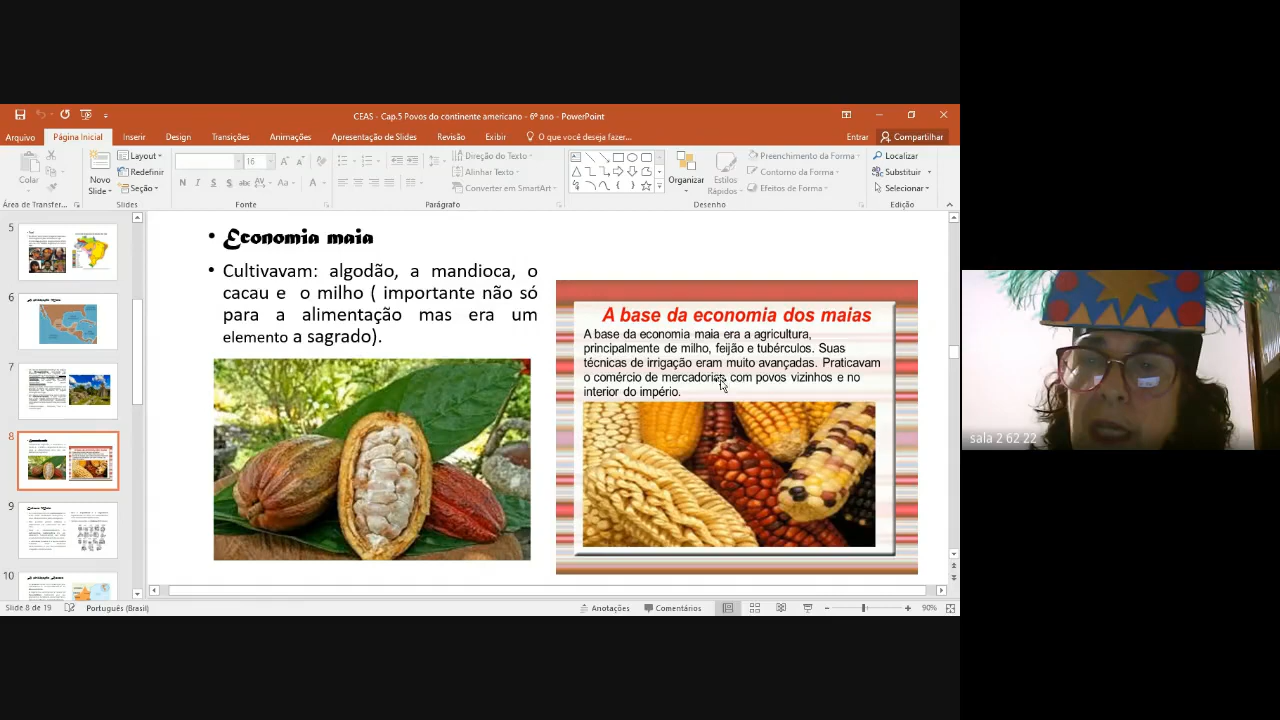 CEAS - Cap.5 Povos do continente americano - 6º ano - PowerPoint
Arquivo
Página Inicial
Inserir
Design
Transições
Animações
Apresentação de Slides
Revisão
Exibir
O que você deseja fazer...
Entrar
Compartilhar
Colar
Novo
Slide
Layout
Redefinir
Seção
16
N I S S abc AV Aa A
Direção do Texto
Alinhar Texto
Converter em SmartArt
Organizar
Estilos
Rápidos
Preenchimento da Forma
Contorno da Forma
Efeitos de Forma
Localizar
Substituir
Selecionar
Área de Transfer...
Slides
Fonte
Parágrafo
Desenho
Edição
5
6
7
8
9
10
• Economia maia
• Cultivavam: algodão, a mandioca, o
cacau e o milho ( importante não só
para a alimentação mas era um
elemento a sagrado).
A base da economia dos maias
A base da economia maia era a agricultura,
principalmente de milho, feijão e tubérculos. Suas
técnicas de irrigação eram muito avançadas. Praticavam
o comércio de mercadorias com povos vizinhos e no
interior do império.
sala 2 62 22
Slide 8 de 19
Português (Brasil)
Anotações
Comentários
90%